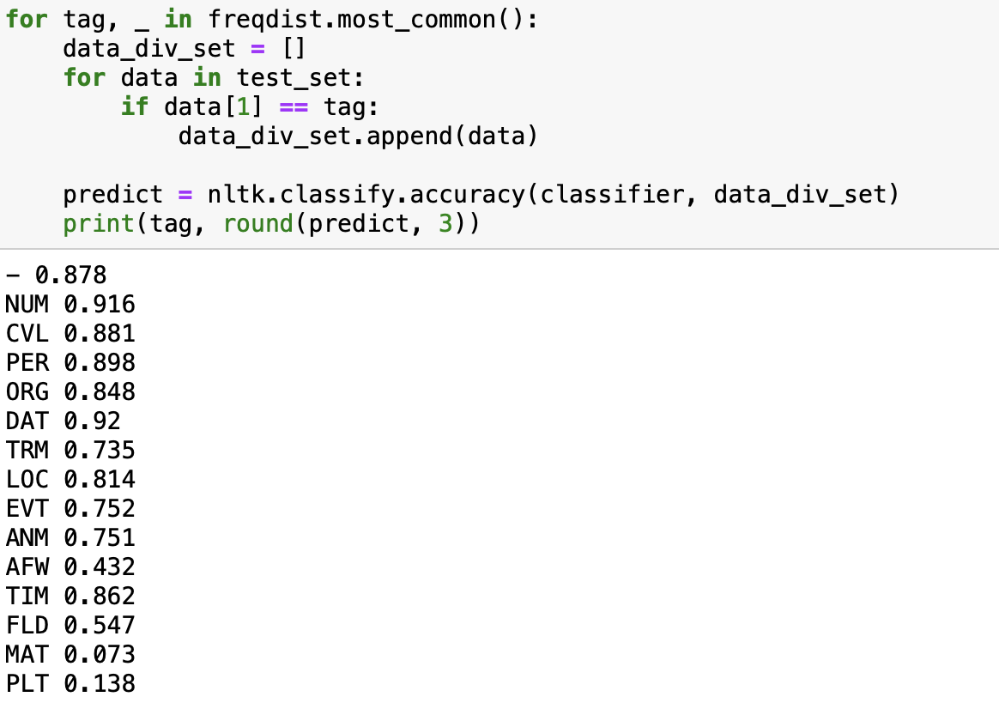 for tag, _ in freqdist.most_common():
    data_div_set = []
    for data in test_set:
        if data[1] == tag:
            data_div_set.append(data)

    predict = nltk.classify.accuracy(classifier, data_div_set)
    print(tag, round(predict, 3))
- 0.878
NUM 0.916
CVL 0.881
PER 0.898
ORG 0.848
DAT 0.92
TRM 0.735
LOC 0.814
EVT 0.752
ANM 0.751
AFW 0.432
TIM 0.862
FLD 0.547
MAT 0.073
PLT 0.138